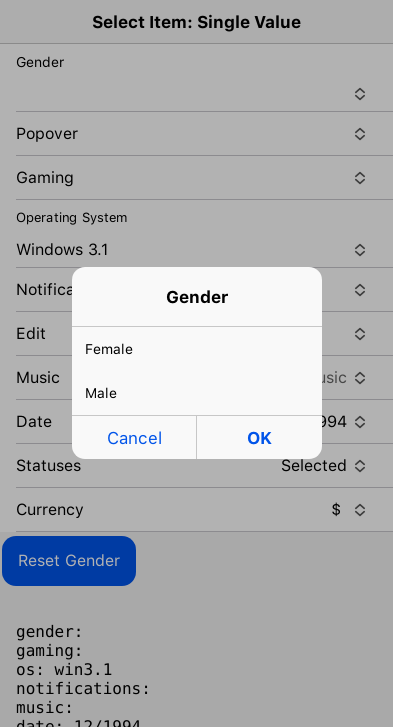 Select Item: Single Value
Gender
Popover
Gaming
Operating System
Windows 3.1
Notifica
Gender
Edit
Female
Music
usic
Male
Date
994
Cancel
OK
Statuses
Selected
Currency
$
Reset Gender
gender:
gaming:
os: win3.1
notifications:
music:
date: 12/1994